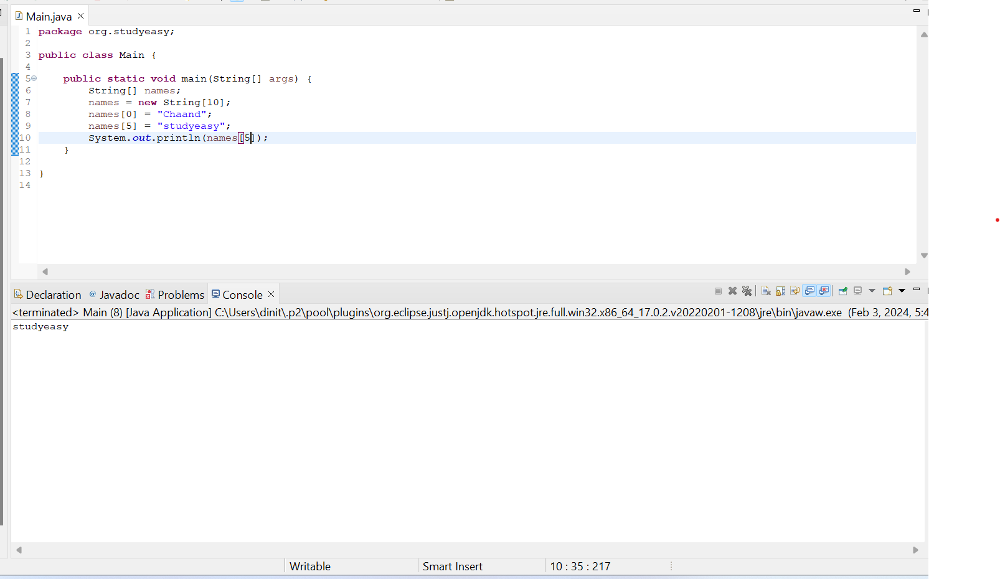 Main.java
1 package org.studyeasy;
2
3 public class Main {
4
5 public static void main(String[] args) {
6 String[] names;
7 names = new String[10];
8 names[0] = "Chaand";
9 names[5] = "studyeasy";
10 System.out.println(names[5]);
11 }
12
13 }
14
Declaration @ Javadoc Problems Console
<terminated> Main (8) [Java Application] C:\Users\dinit\.p2\pool\plugins\org.eclipse.justj.openjdk.hotspot.jre.full.win32.x86_64_17.0.2.v20220201-1208\jre\bin\javaw.exe (Feb 3, 2024, 5:4
studyeasy
Writable Smart Insert 10 : 35 : 217